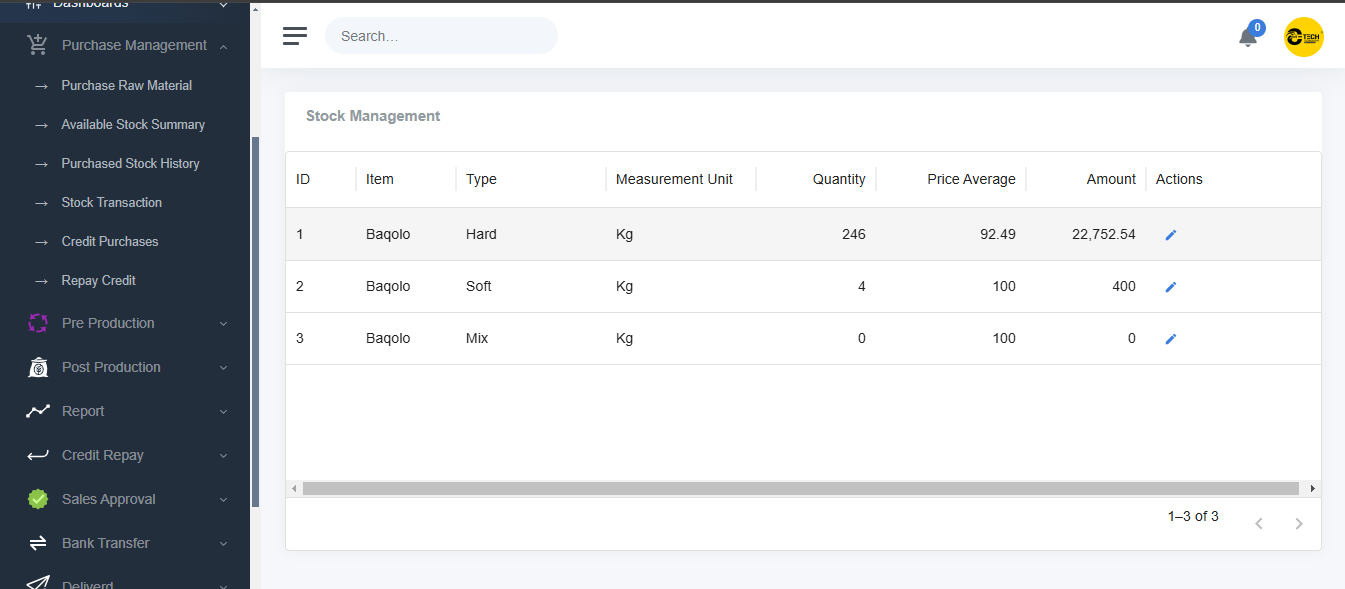 Dashboards
Purchase Management
Purchase Raw Material
Available Stock Summary
Purchased Stock History
Stock Transaction
Credit Purchases
Repay Credit
Pre Production
Post Production
Report
Credit Repay
Sales Approval
Bank Transfer
Deliverd
Search…
0
TECH
Stock Management
ID Item Type Measurement Unit Quantity Price Average Amount Actions
1 Baqolo Hard Kg 246 92.49 22,752.54
2 Baqolo Soft Kg 4 100 400
3 Baqolo Mix Kg 0 100 0
1–3 of 3